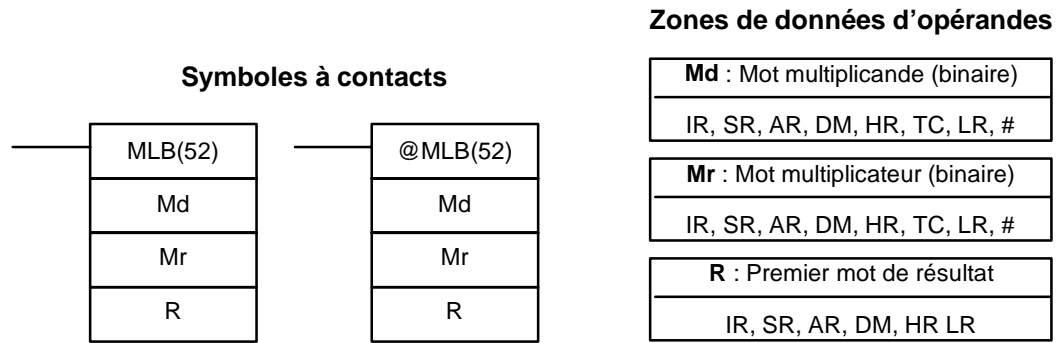 Zones de données d’opérandes
Symboles à contacts
MLB(52)
Md
Mr
R
@MLB(52)
Md
Mr
R
Md : Mot multiplicande (binaire)
IR, SR, AR, DM, HR, TC, LR, #
Mr : Mot multiplicateur (binaire)
IR, SR, AR, DM, HR, TC, LR, #
R : Premier mot de résultat
IR, SR, AR, DM, HR LR